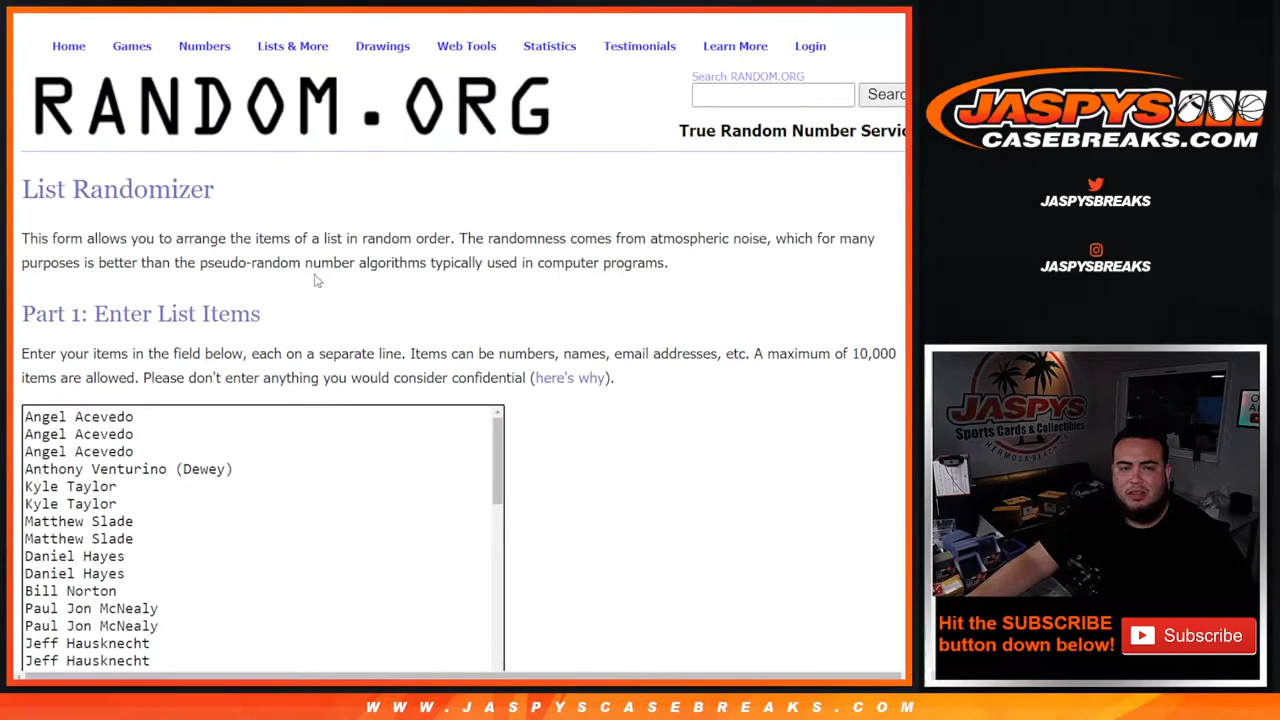 Home Games Numbers Lists & More Drawings Web Tools Statistics Testimonials Learn More Login
RANDOM.ORG
Search RANDOM.ORG
Searc
True Random Number Servic
List Randomizer
This form allows you to arrange the items of a list in random order. The randomness comes from atmospheric noise, which for many
purposes is better than the pseudo-random number algorithms typically used in computer programs.
Part 1: Enter List Items
Enter your items in the field below, each on a separate line. Items can be numbers, names, email addresses, etc. A maximum of 10,000
items are allowed. Please don't enter anything you would consider confidential (here's why).
Angel Acevedo
Angel Acevedo
Angel Acevedo
Anthony Venturino (Dewey)
Kyle Taylor
Kyle Taylor
Matthew Slade
Matthew Slade
Daniel Hayes
Daniel Hayes
Bill Norton
Paul Jon McNealy
Paul Jon McNealy
Jeff Hausknecht
Jeff Hausknecht
JASPYS
CASEBREAKS.COM
JASPYSBREAKS
JASPYSBREAKS
JASPYS
Sports Cards & Collectibles
HERMOSA BEACH
Hit the SUBSCRIBE
button down below!
Subscribe
WWW.JASPYSCASEBREAKS.COM